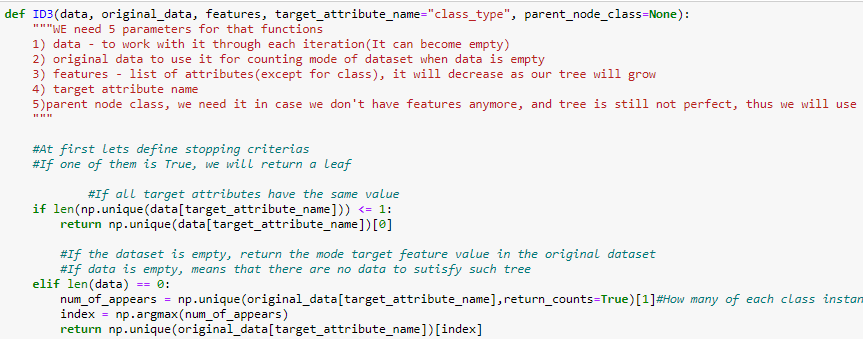 def ID3(data, original_data, features, target_attribute_name="class_type", parent_node_class=None):
"""WE need 5 parameters for that functions
1) data - to work with it through each iteration(It can become empty)
2) original data to use it for counting mode of dataset when data is empty
3) features - list of attributes(except for class), it will decrease as our tree will grow
4) target attribute name
5)parent node class, we need it in case we don't have features anymore, and tree is still not perfect, thus we will use
"""
#At first lets define stopping criterias
#If one of them is True, we will return a leaf
#If all target attributes have the same value
if len(np.unique(data[target_attribute_name])) <= 1:
return np.unique(data[target_attribute_name])[0]
#If the dataset is empty, return the mode target feature value in the original dataset
#If data is empty, means that there are no data to sutisfy such tree
elif len(data) == 0:
num_of_appears = np.unique(original_data[target_attribute_name],return_counts=True)[1]#How many of each class instan
index = np.argmax(num_of_appears)
return np.unique(original_data[target_attribute_name])[index]